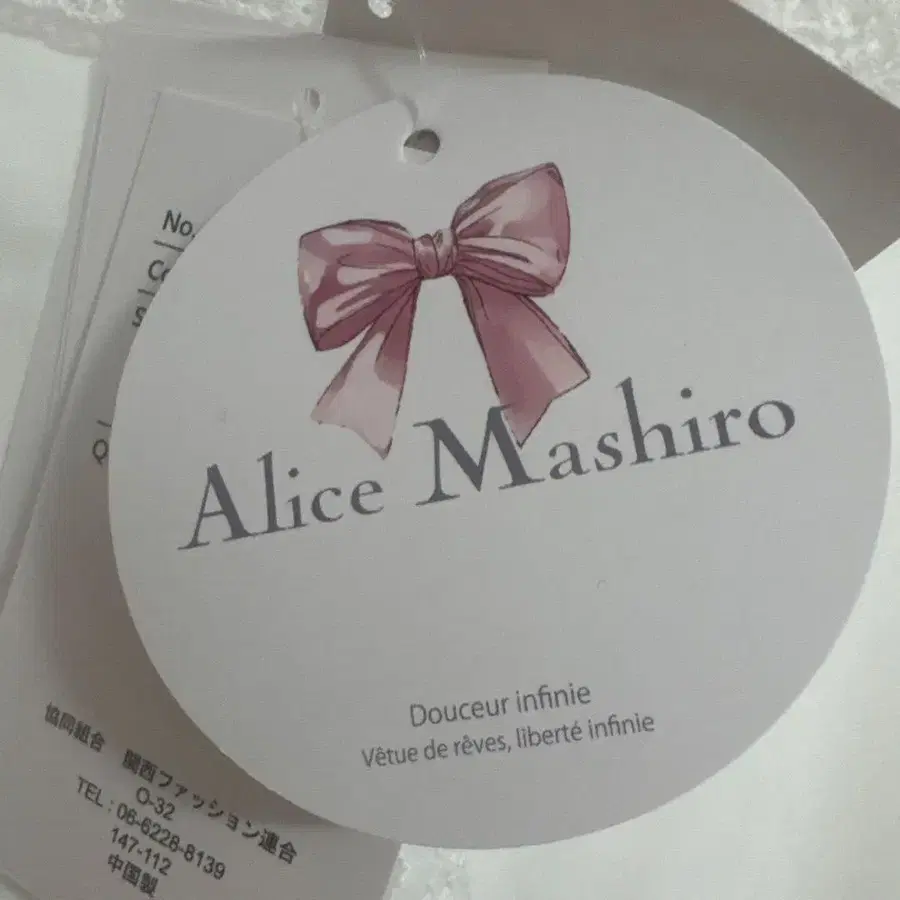 Alice Mashiro
Douceur infinie
Vêtue de rêves, liberté infinie
No.
協同組合 関西ファッション連合
O-32
TEL : 06-6228-8139
147-112
中国製